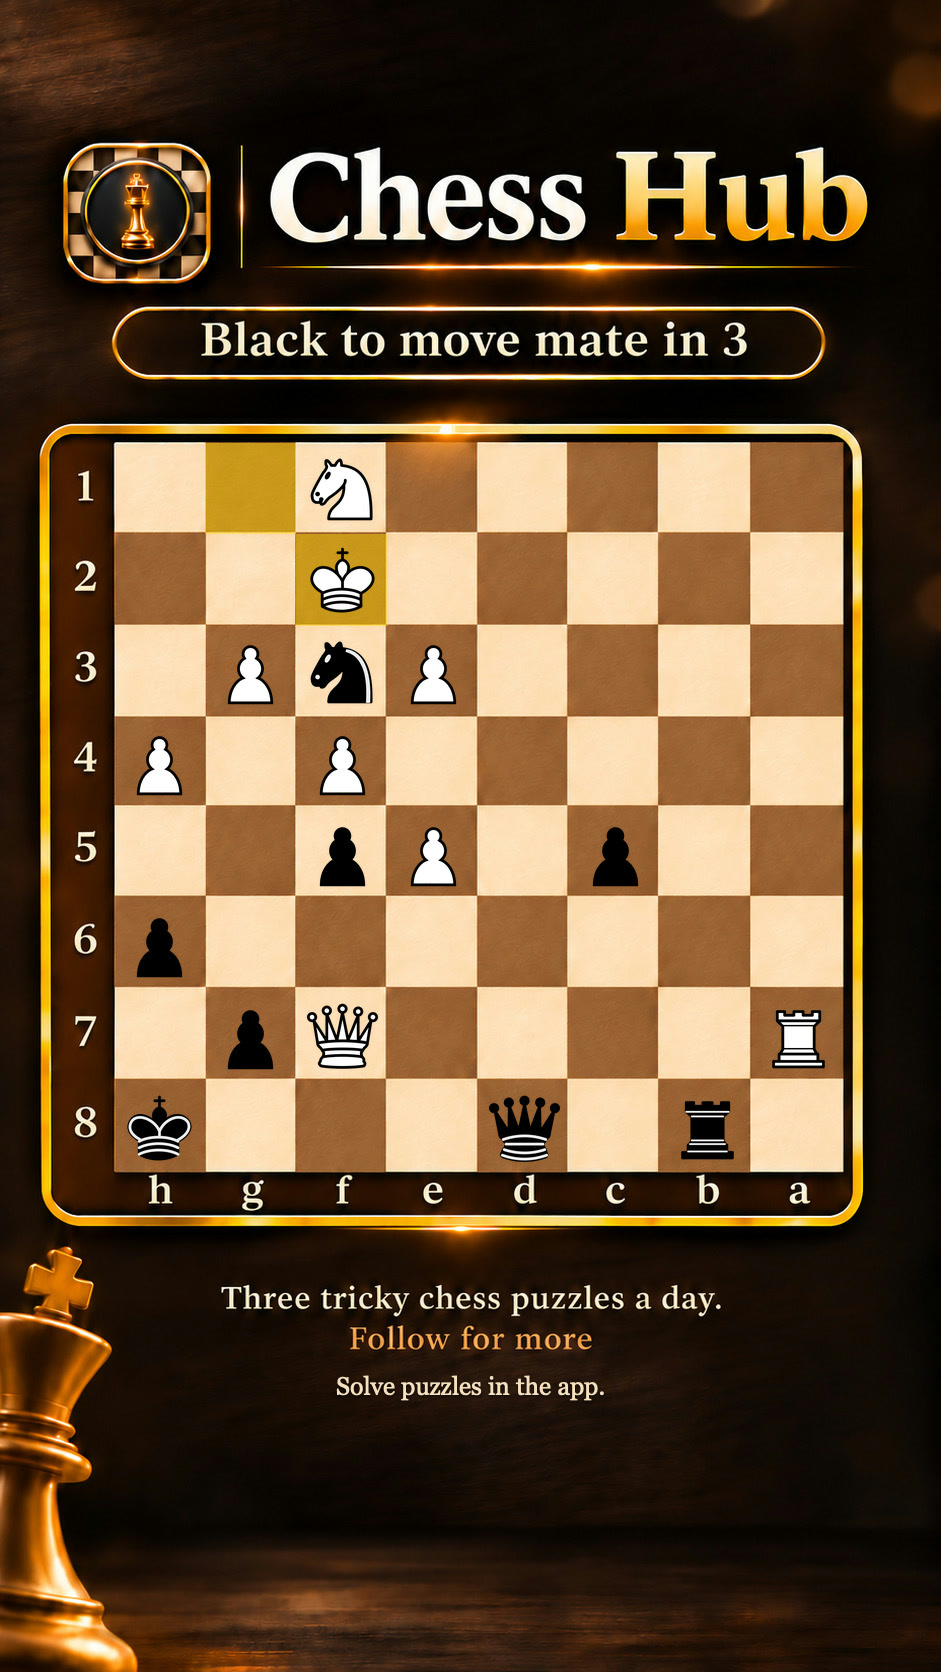 Chess Hub
Black to move mate in 3
1
2
3
4
5
6
7
8
h g f e d c b a
Three tricky chess puzzles a day.
Follow for more
Solve puzzles in the app.